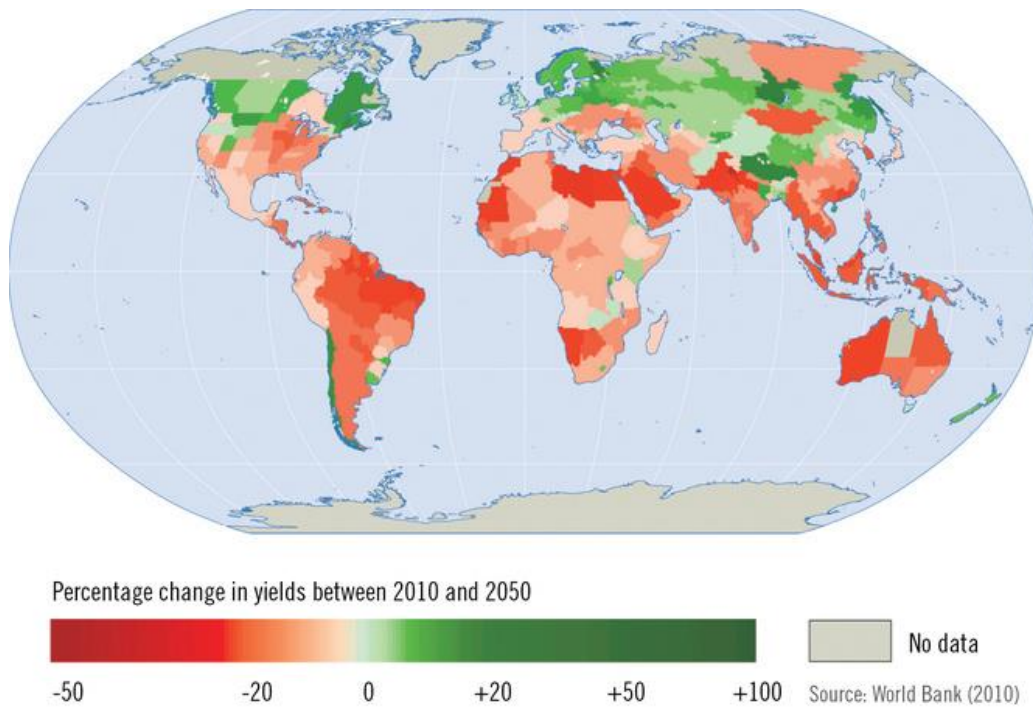 Percentage change in yields between 2010 and 2050
No data
-50 -20 0 +20 +50 +100
Source: World Bank (2010)